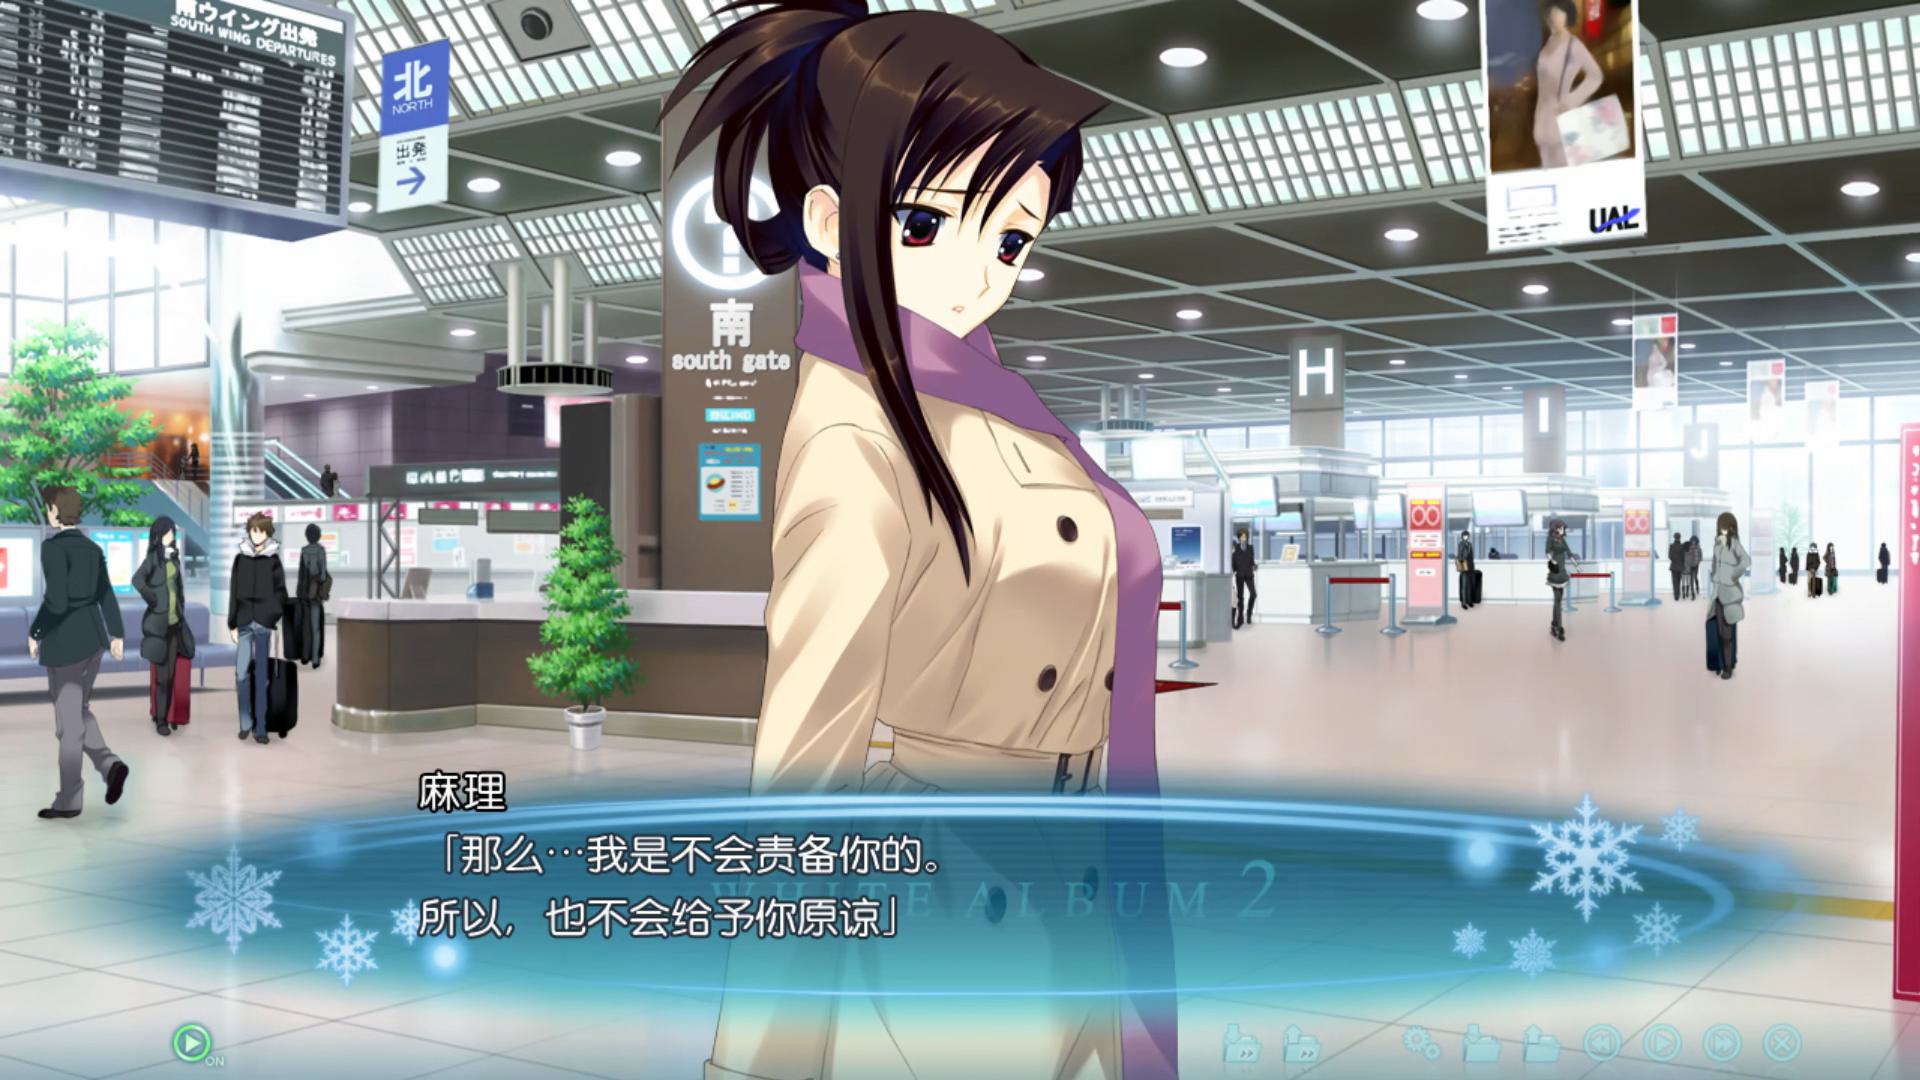 南ウイング出発
SOUTH WING DEPARTURES
北
NORTH
出発
UAL
南
south gate
H
I
J
麻理
「那么…我是不会责备你的。
所以，也不会给予你原谅」
WHITE ALBUM 2
ON